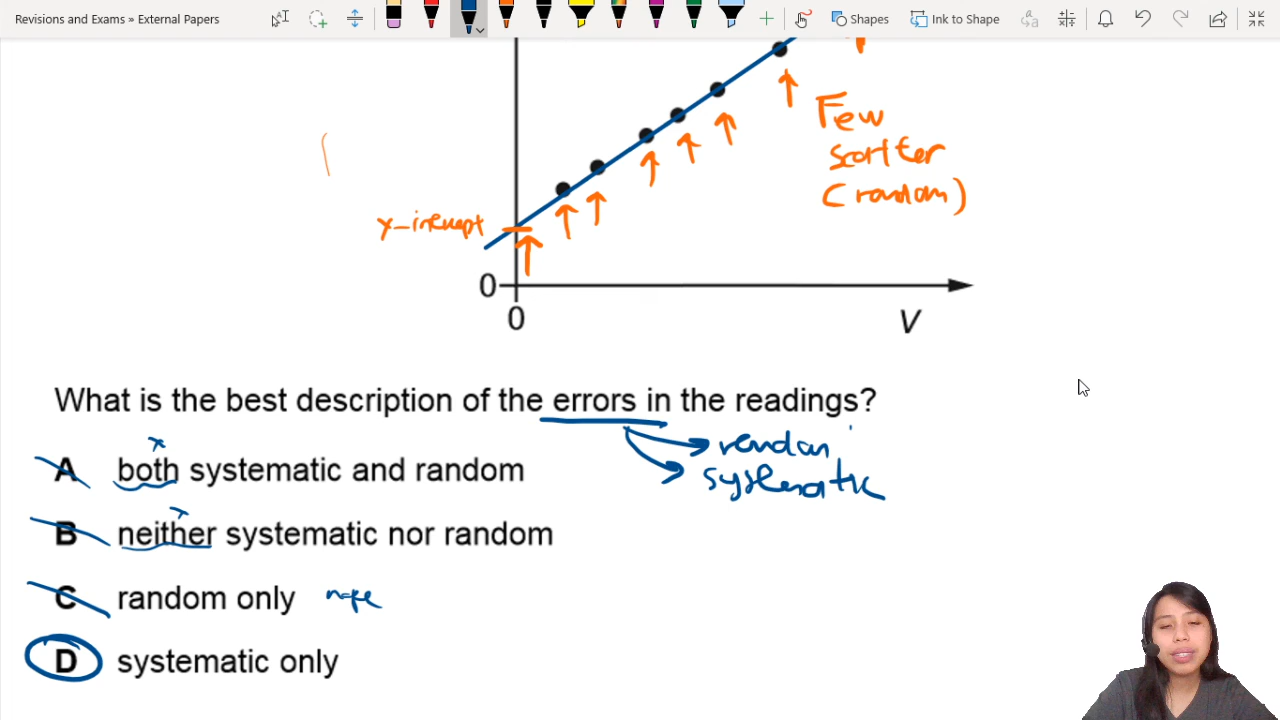 Revisions and Exams » External Papers
Shapes
Ink to Shape
Few
scatter
(random)
0
0
V
What is the best description of the errors in the readings?
random
systematic
A both systematic and random
B neither systematic nor random
C random only nope
D systematic only